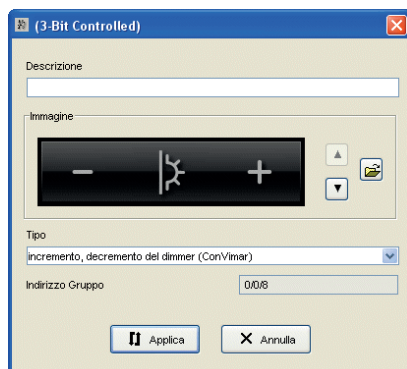 (3-Bit Controlled)
Descrizione
Immagine
Tipo
incremento, decremento del dimmer (ConVimar)
Indirizzo Gruppo 0/0/8
Applica Annulla